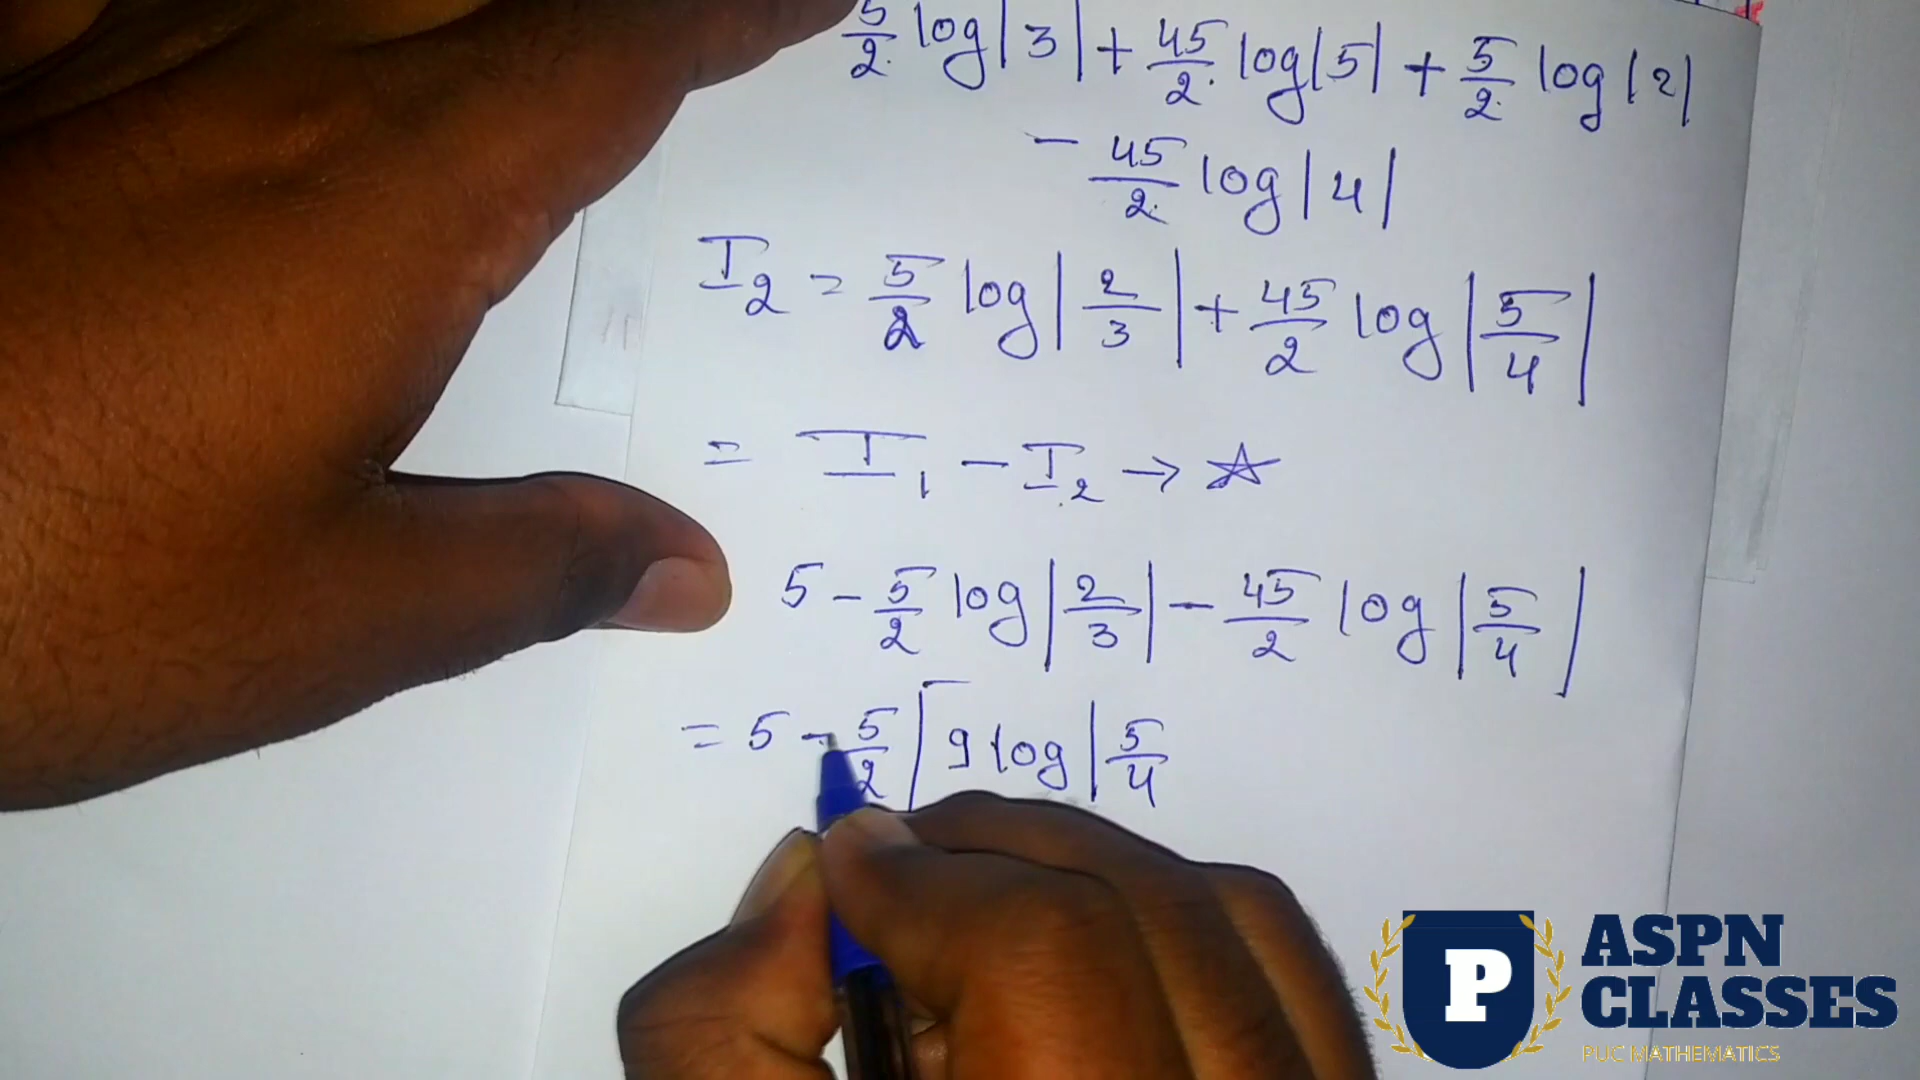 5/2 log|3| + 45/2 log|5| + 5/2 log|2|
- 45/2 log|4|
I₂ = 5/2 log|2/3| + 45/2 log|5/4|
= I₁ - I₂ → ☆
5 - 5/2 log|2/3| - 45/2 log|5/4|
= 5 - 5/2 [9 log|5/4
P
ASPN
CLASSES
PUC MATHEMATICS